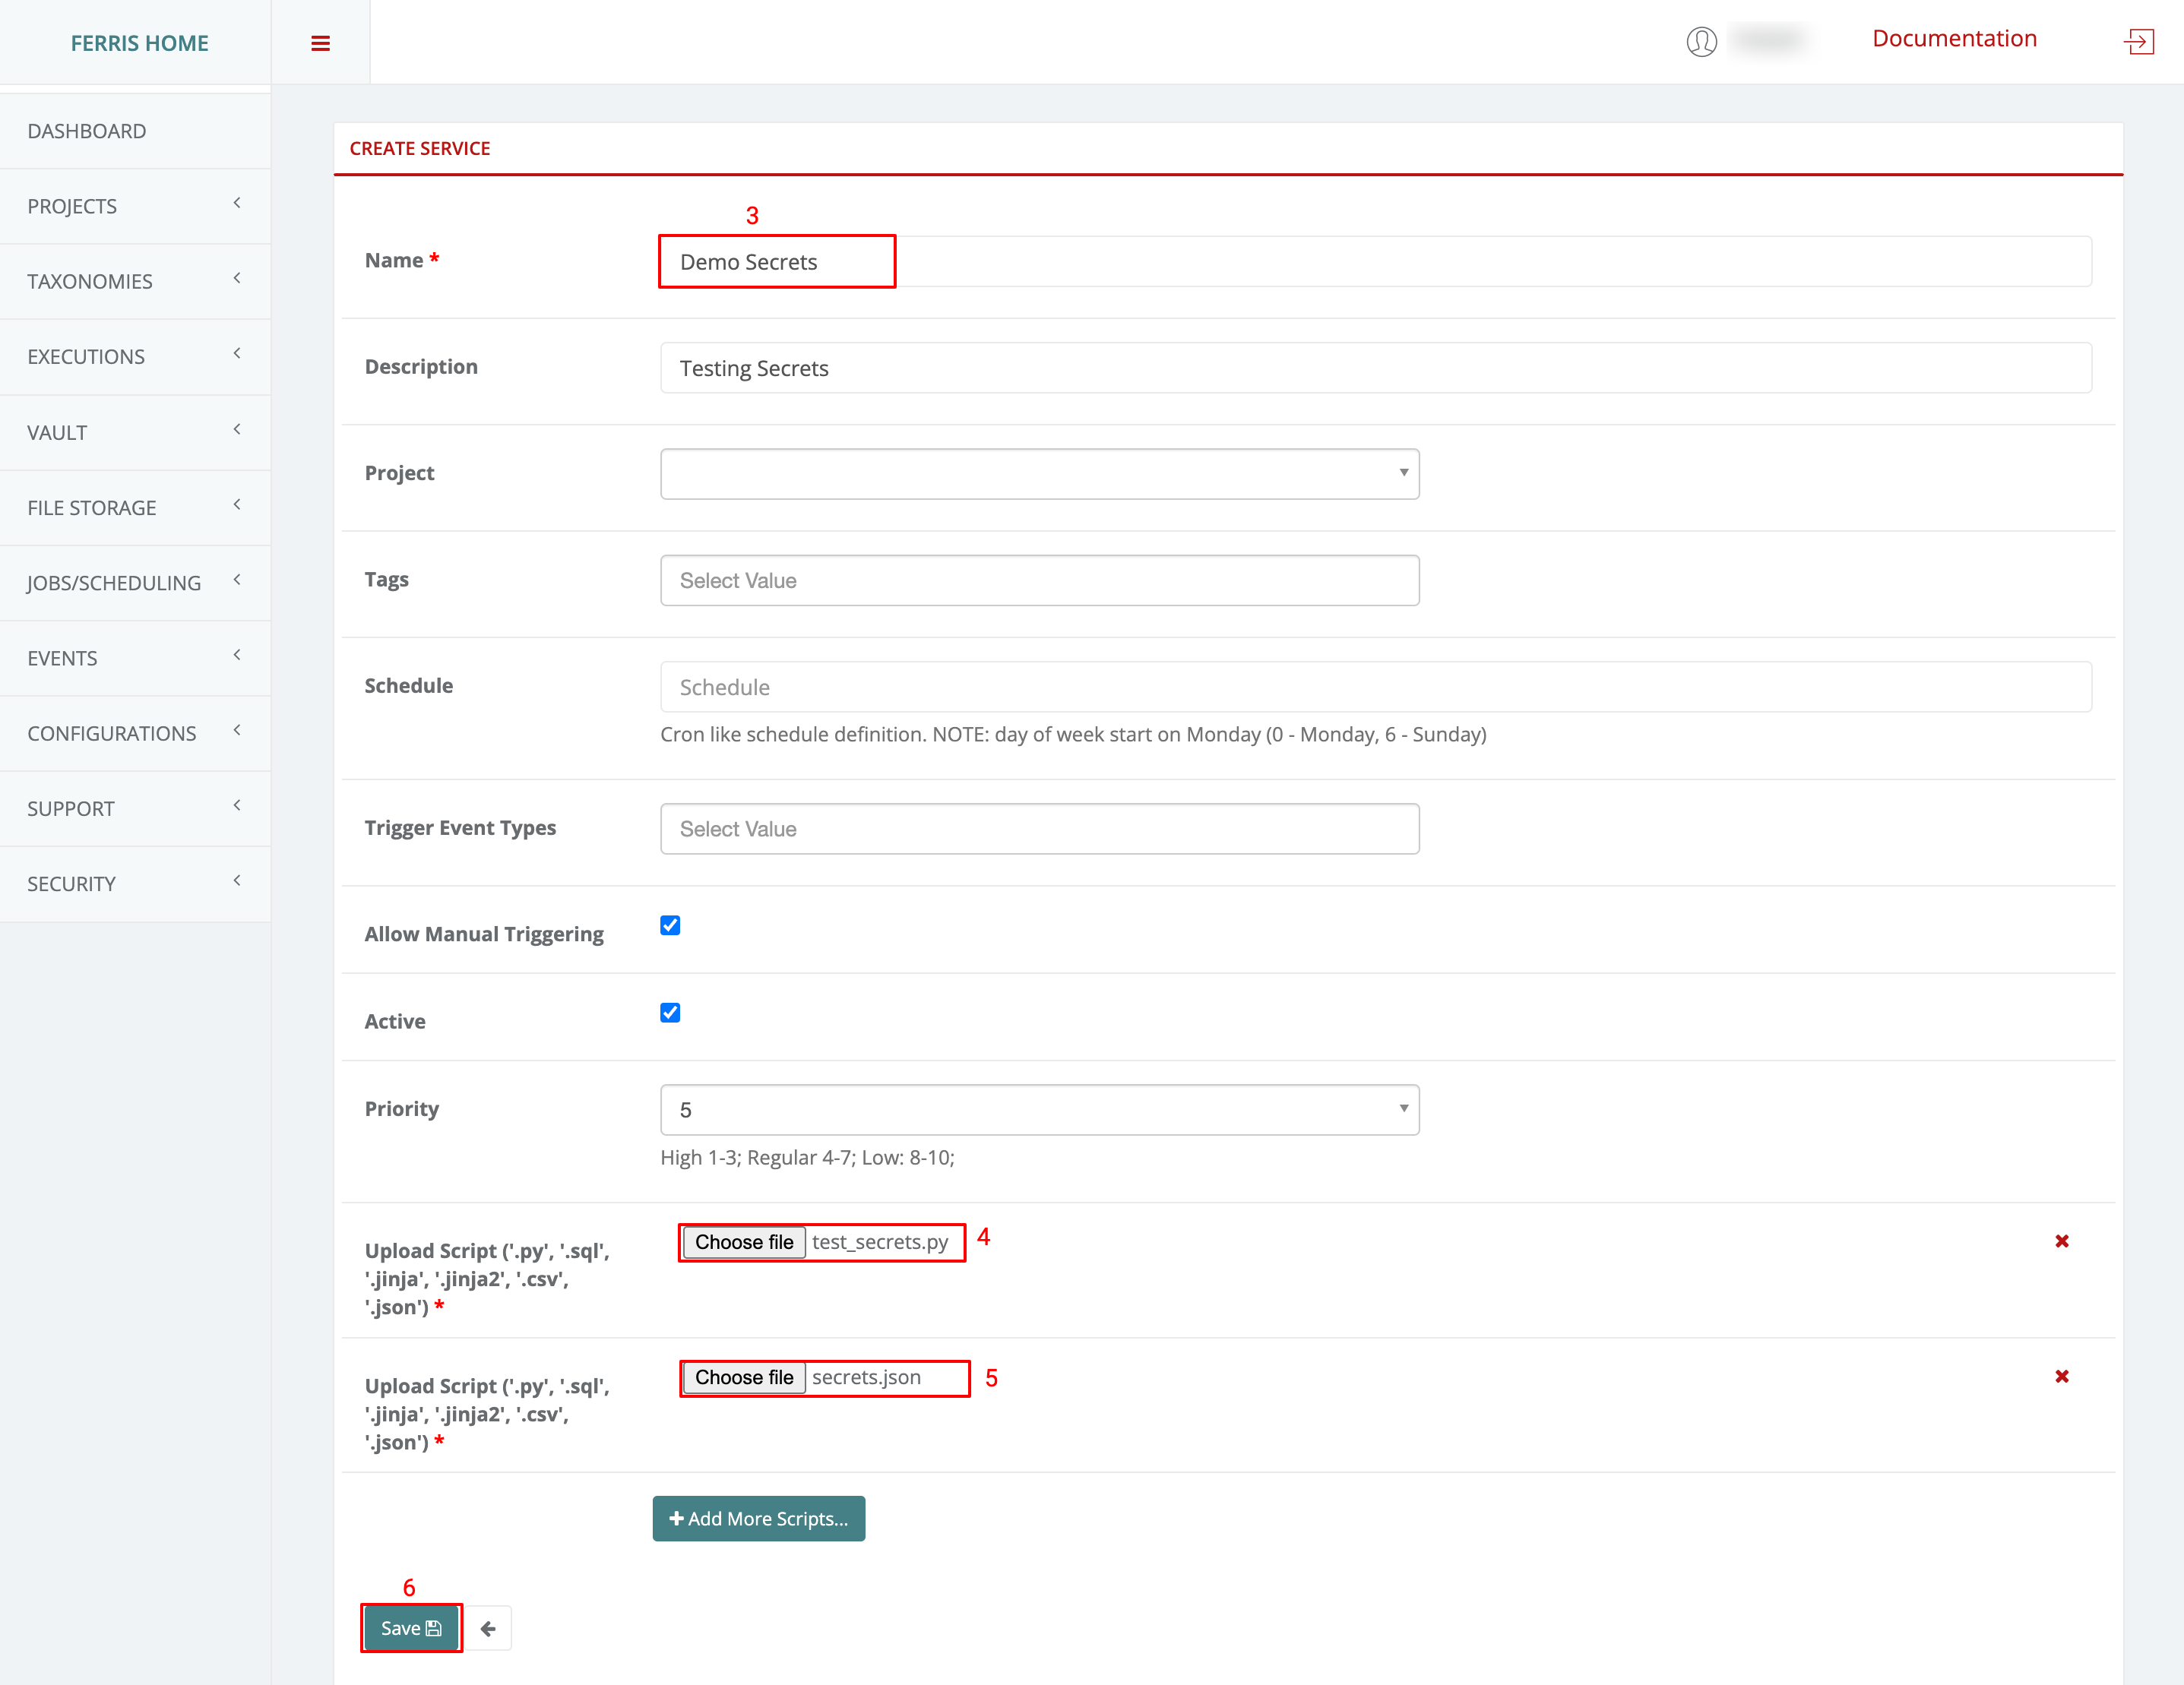 FERRIS HOME
Documentation
DASHBOARD
PROJECTS
TAXONOMIES
EXECUTIONS
VAULT
FILE STORAGE
JOBS/SCHEDULING
EVENTS
CONFIGURATIONS
SUPPORT
SECURITY
CREATE SERVICE
3
Name *
Demo Secrets
Description
Testing Secrets
Project
Tags
Select Value
Schedule
Schedule
Cron like schedule definition. NOTE: day of week start on Monday (0 - Monday, 6 - Sunday)
Trigger Event Types
Select Value
Allow Manual Triggering
Active
Priority
5
High 1-3; Regular 4-7; Low: 8-10;
Upload Script ('.py', '.sql',
'.jinja', '.jinja2', '.csv',
'.json') *
Choose file test_secrets.py
4
Upload Script ('.py', '.sql',
'.jinja', '.jinja2', '.csv',
'.json') *
Choose file secrets.json
5
Add More Scripts...
6
Save